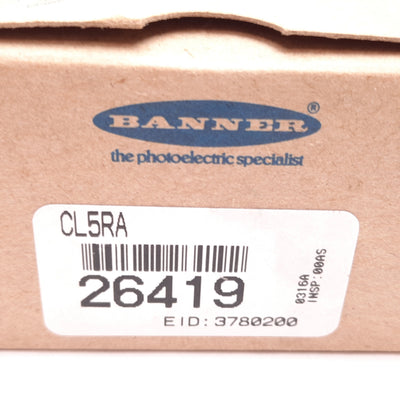 BANNER®
the photoelectric specialist
CL5RA
26419
EID: 3780200
0316A
INSP:00AS